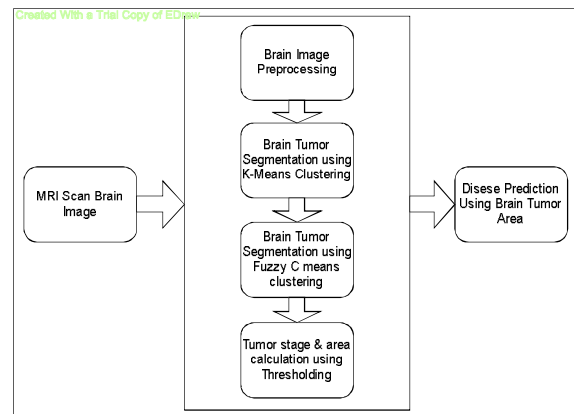 Created With a Trial Copy of EDraw
Brain Image
Preprocessing
Brain Tumor
Segmentation using
K-Means Clustering
MRI Scan Brain
Image
Brain Tumor
Segmentation using
Fuzzy C means
clustering
Tumor stage & area
calculation using
Thresholding
Disese Prediction
Using Brain Tumor
Area